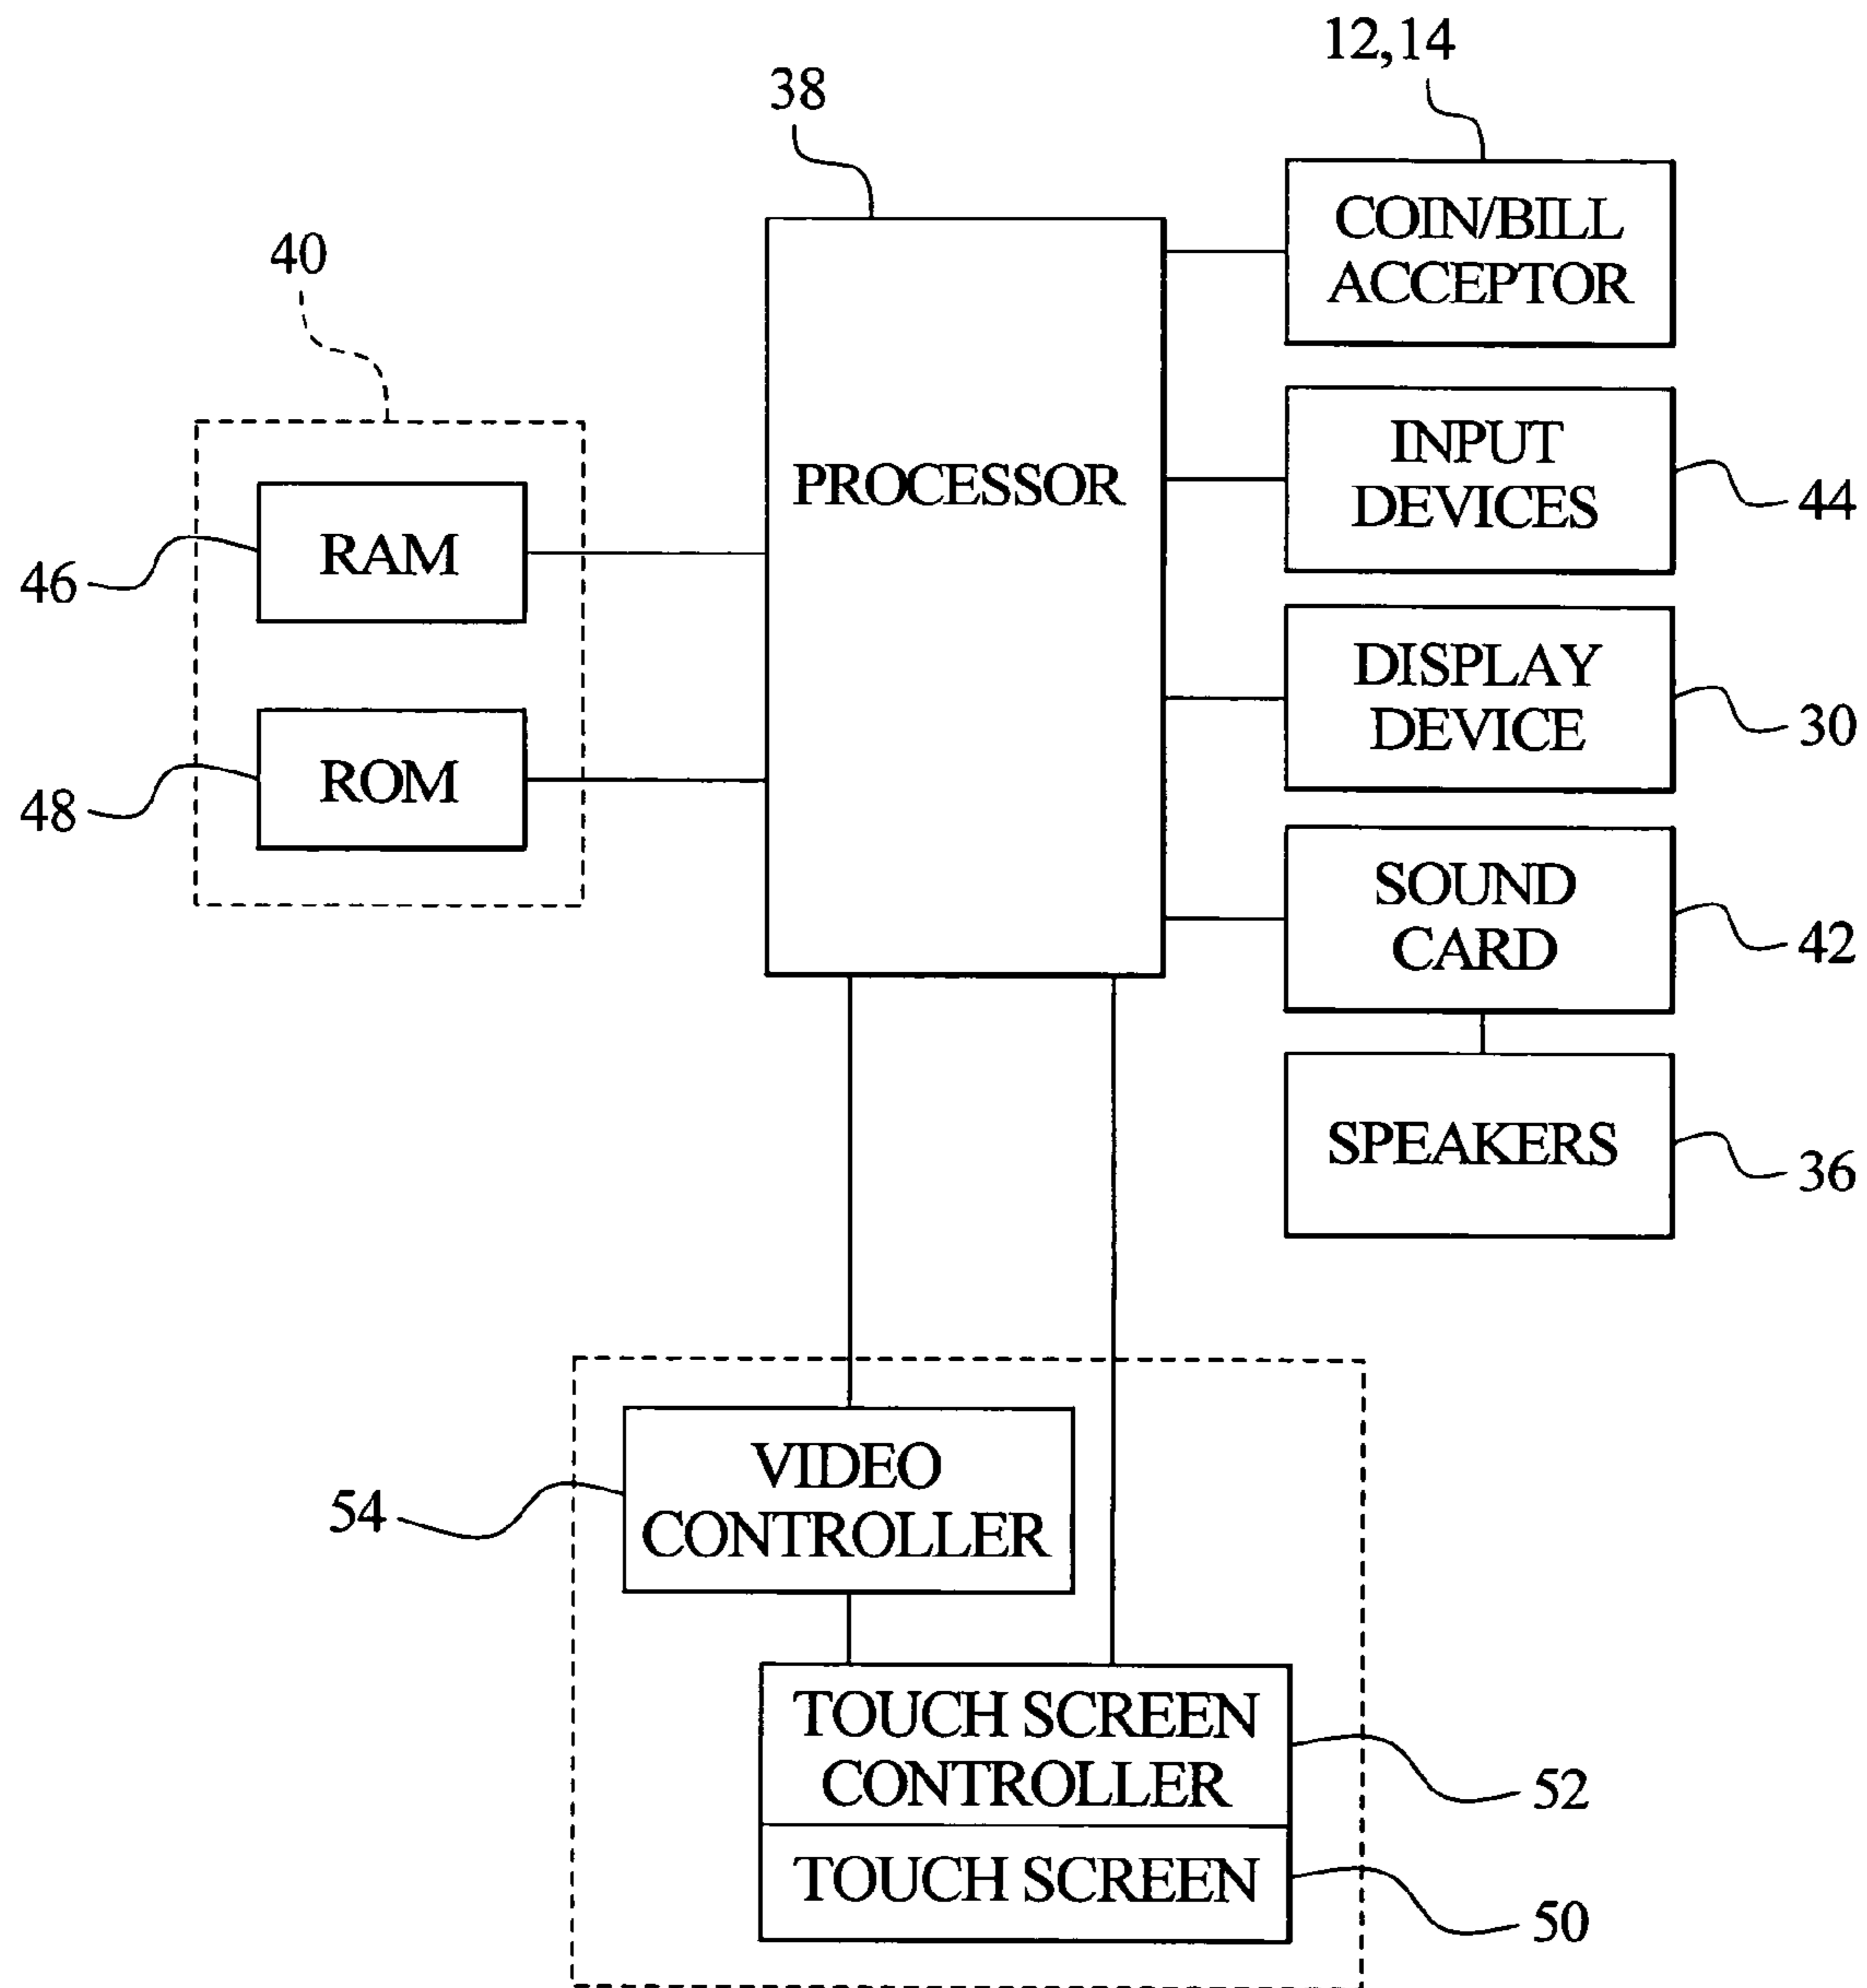 12,14
38
COIN/BILL
ACCEPTOR
40
PROCESSOR
INPUT
DEVICES
44
RAM
46
DISPLAY
DEVICE
30
ROM
48
SOUND
CARD
42
SPEAKERS
36
VIDEO
CONTROLLER
54
TOUCH SCREEN
CONTROLLER
52
TOUCH SCREEN
50